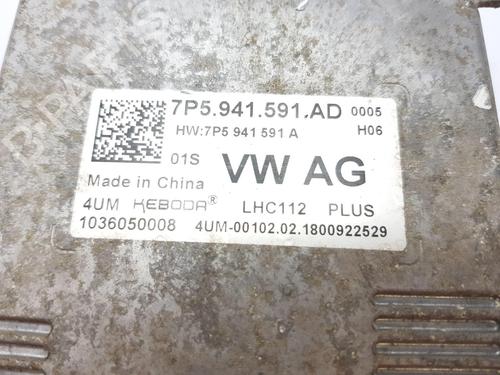 7P5.941.591.AD 0005
HW:7P5 941 591 A H06
01S VW AG
Made in China
4UM KEBODA® LHC112 PLUS
1036050008 4UM-00102.02.1800922529
B-PARTS